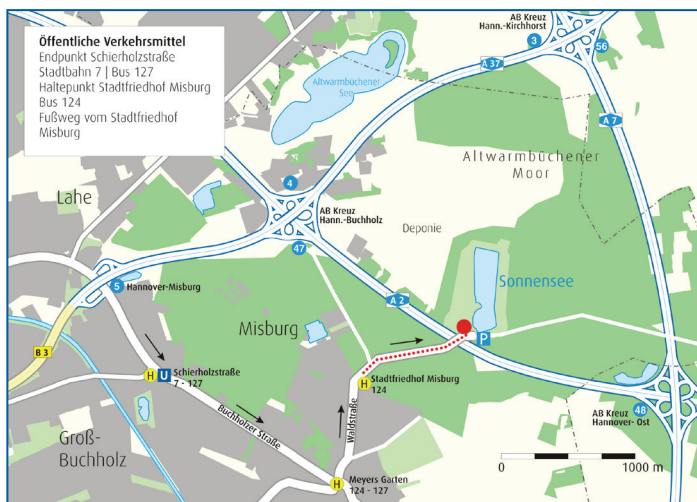 Öffentliche Verkehrsmittel
Endpunkt Schierholzstraße
Stadtbahn 7 | Bus 127
Haltepunkt Stadtfriedhof Misburg
Bus 124
Fußweg vom Stadtfriedhof
Misburg
AB Kreuz
Hann.-Kirchhorst
3
56
A 37
Altwarmbüchener
See
A 7
Altwarmbüchener
Moor
Lahe
4
AB Kreuz
Hann.-Buchholz
Deponie
47
5
Hannover-Misburg
A 2
Sonnensee
Misburg
P
B 3
H
U
Schierholzstraße
7 - 127
H
Stadtfriedhof Misburg
124
Buchholzer Straße
Waldstraße
AB Kreuz
Hannover- Ost
48
Groß-
Buchholz
H
Meyers Garten
124 - 127
0
1000 m